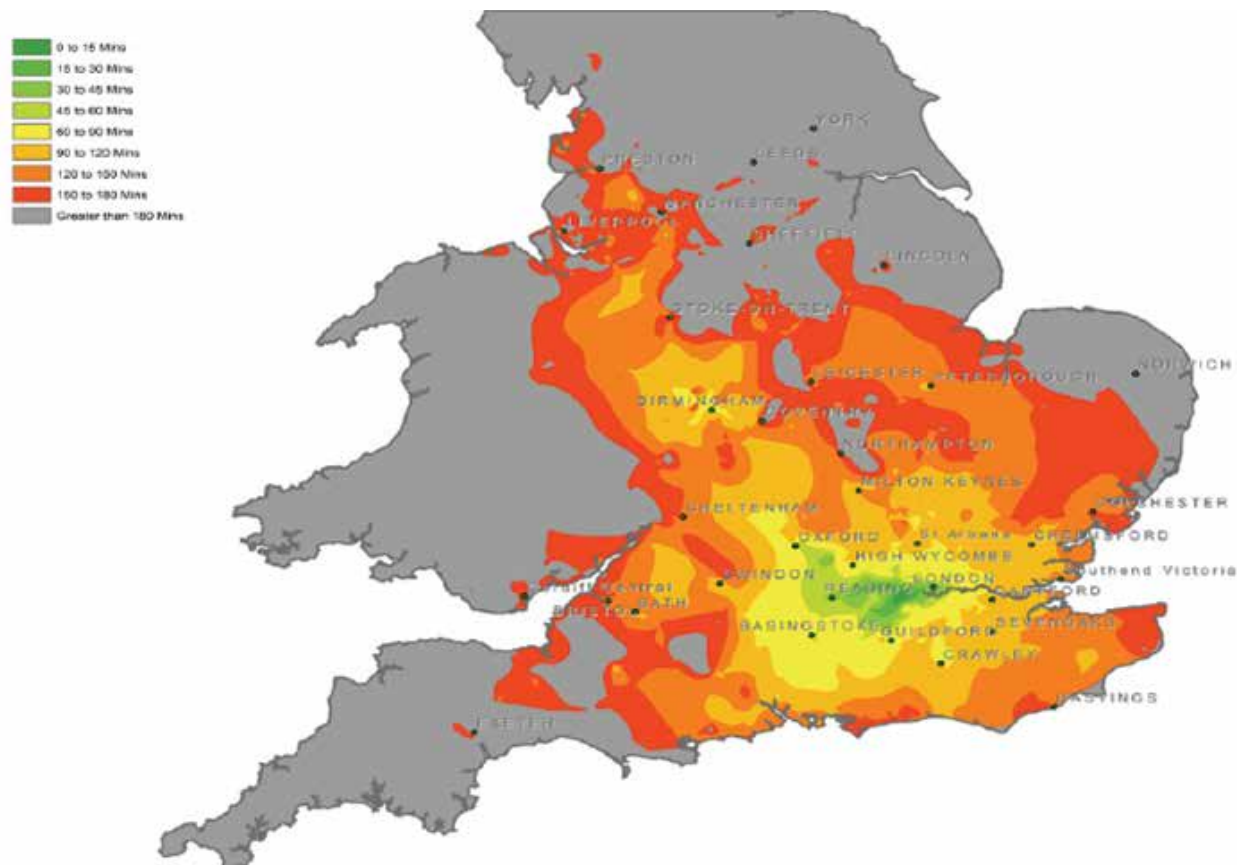 0 to 15 Mins
15 to 30 Mins
30 to 45 Mins
45 to 60 Mins
60 to 90 Mins
90 to 120 Mins
120 to 150 Mins
150 to 180 Mins
Greater than 180 Mins
YORK
LEEDS
PRESTON
MANCHESTER
LIVERPOOL
SHEFFIELD
LINCOLN
STOKE-ON-TRENT
NORWICH
LEICESTER
PETERBOROUGH
BIRMINGHAM
COVENTRY
NORTHAMPTON
MILTON KEYNES
CHELTENHAM
COLCHESTER
OXFORD
St Albans
CHELMSFORD
HIGH WYCOMBE
Southend Victoria
SWINDON
READING
LONDON
DARTFORD
Cardiff Central
BRISTOL
BATH
BASINGSTOKE
GUILDFORD
SEVENOAKS
CRAWLEY
HASTINGS
EXETER